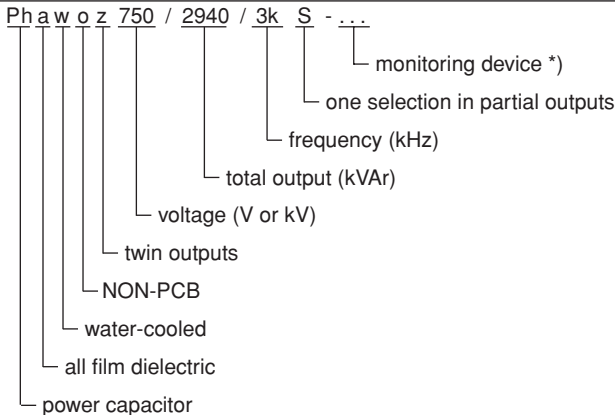 Ph a w o z 750 / 2940 / 3k S - ...
monitoring device *)
one selection in partial outputs
frequency (kHz)
total output (kVAr)
voltage (V or kV)
twin outputs
NON-PCB
water-cooled
all film dielectric
power capacitor